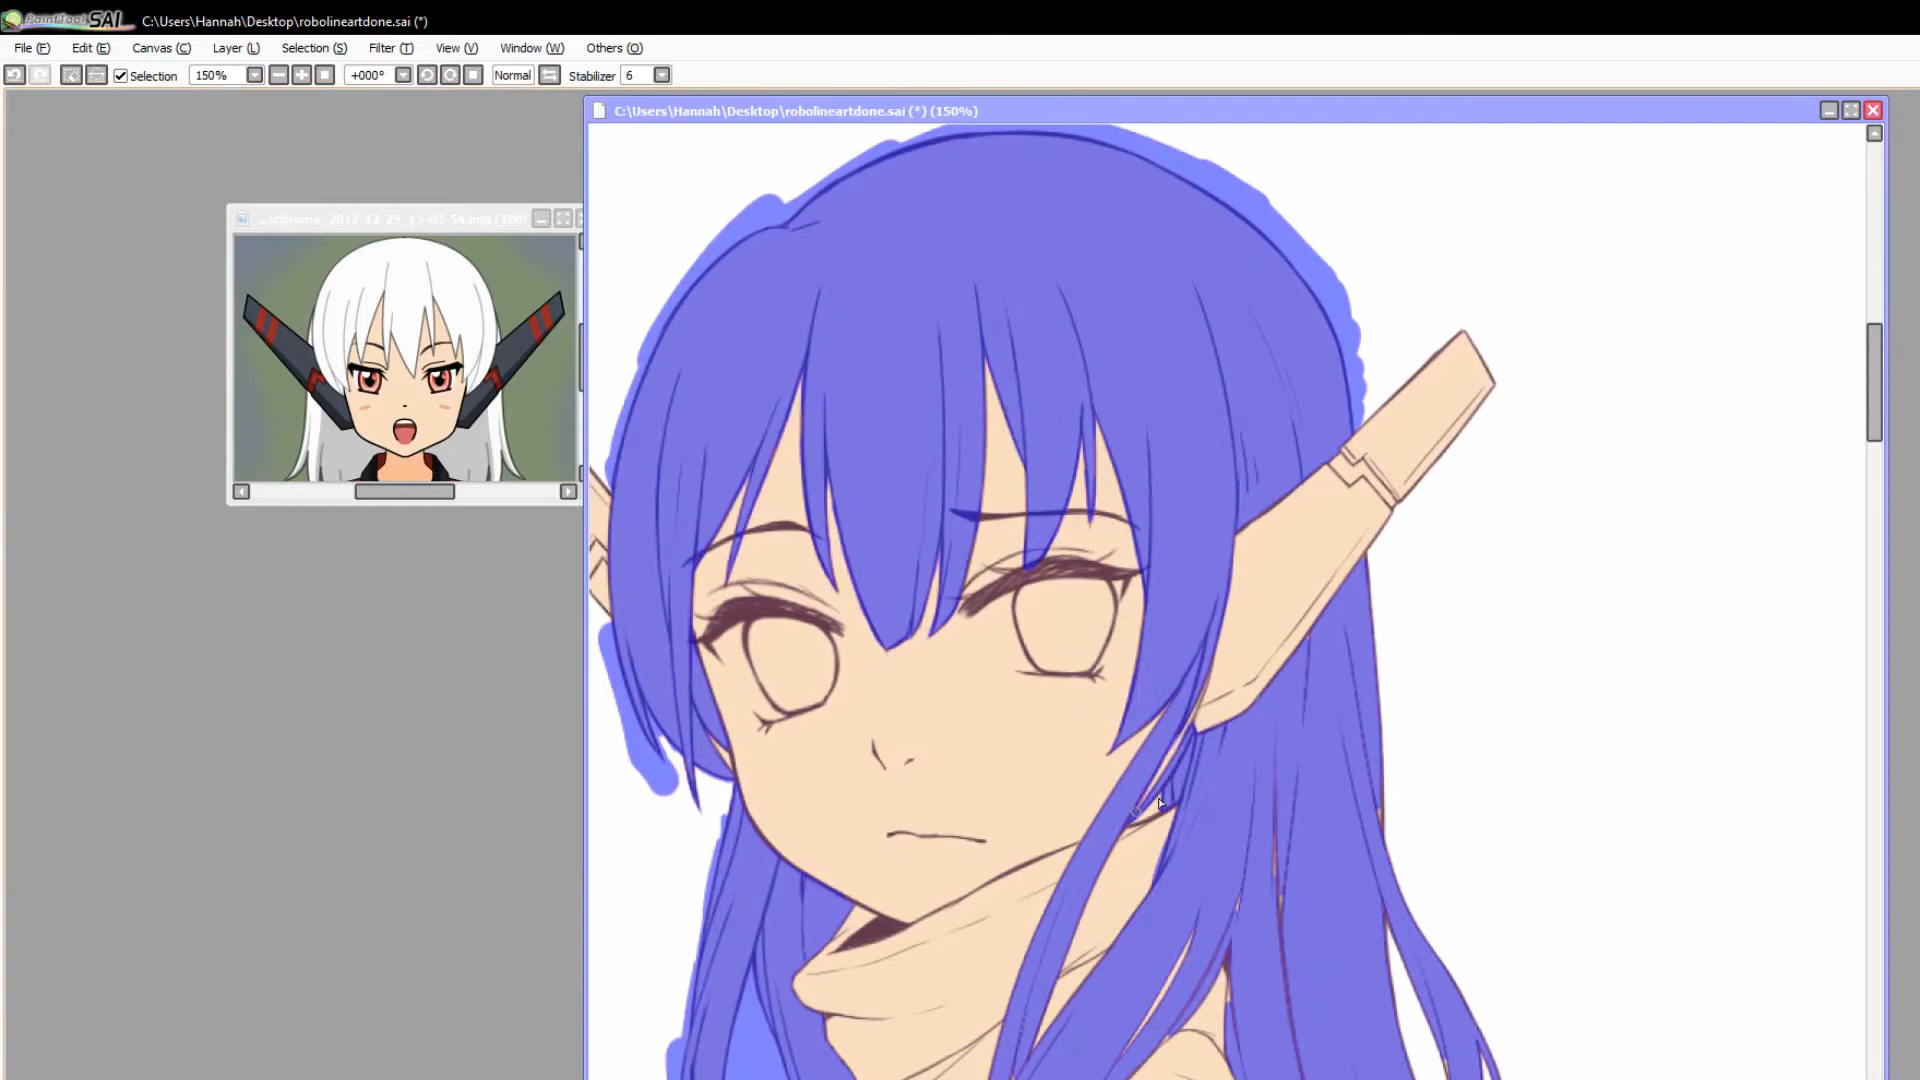 PaintTool SAI C:\Users\Hannah\Desktop\robolineartdone.sai (*)
File (F) Edit (E) Canvas (C) Layer (L) Selection (S) Filter (T) View (V) Window (W) Others (O)
Selection 150% +000° Normal Stabilizer 6
C:\Users\Hannah\Desktop\robolineartdone.sai (*) (150%)